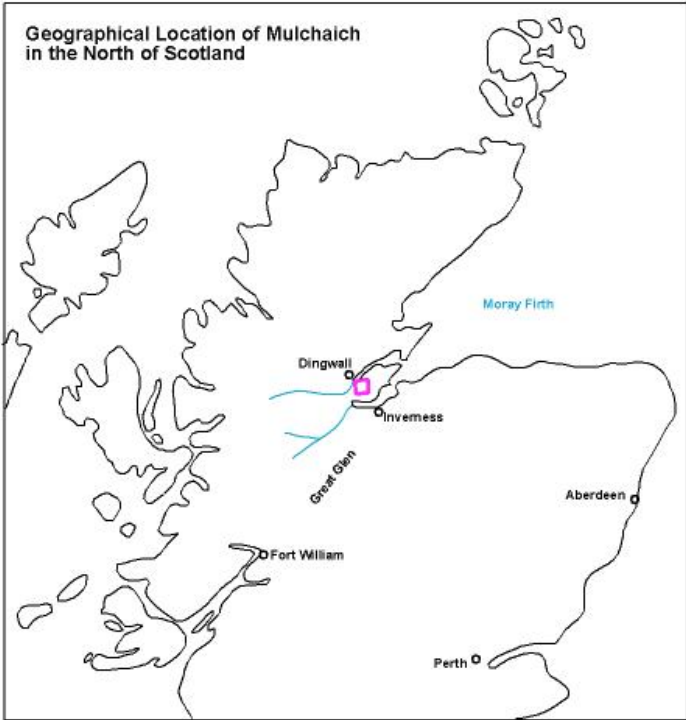 Geographical Location of Mulchaich
in the North of Scotland
Moray Firth
Dingwall
Inverness
Great Glen
Aberdeen
Fort William
Perth